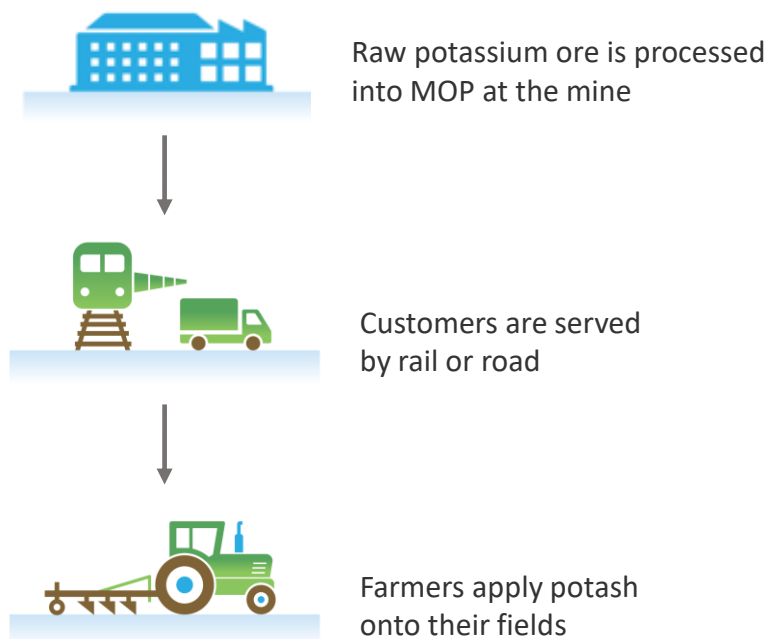 Raw potassium ore is processed
into MOP at the mine
Customers are served
by rail or road
Farmers apply potash
onto their fields